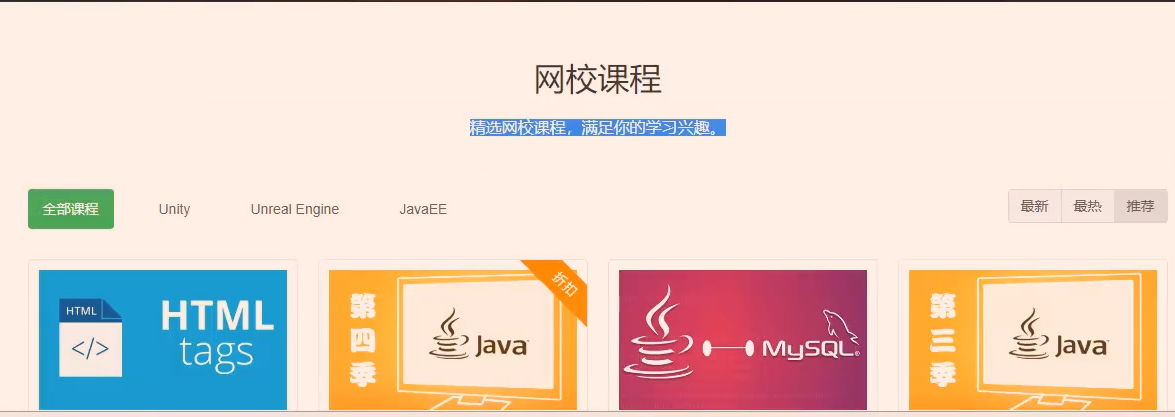 网校课程
精选网校课程，满足你的学习兴趣。
全部课程 Unity Unreal Engine JavaEE 最新 最热 推荐
HTML
</>
HTML
tags
第四季
Java
折扣
MySQL
第三季
Java